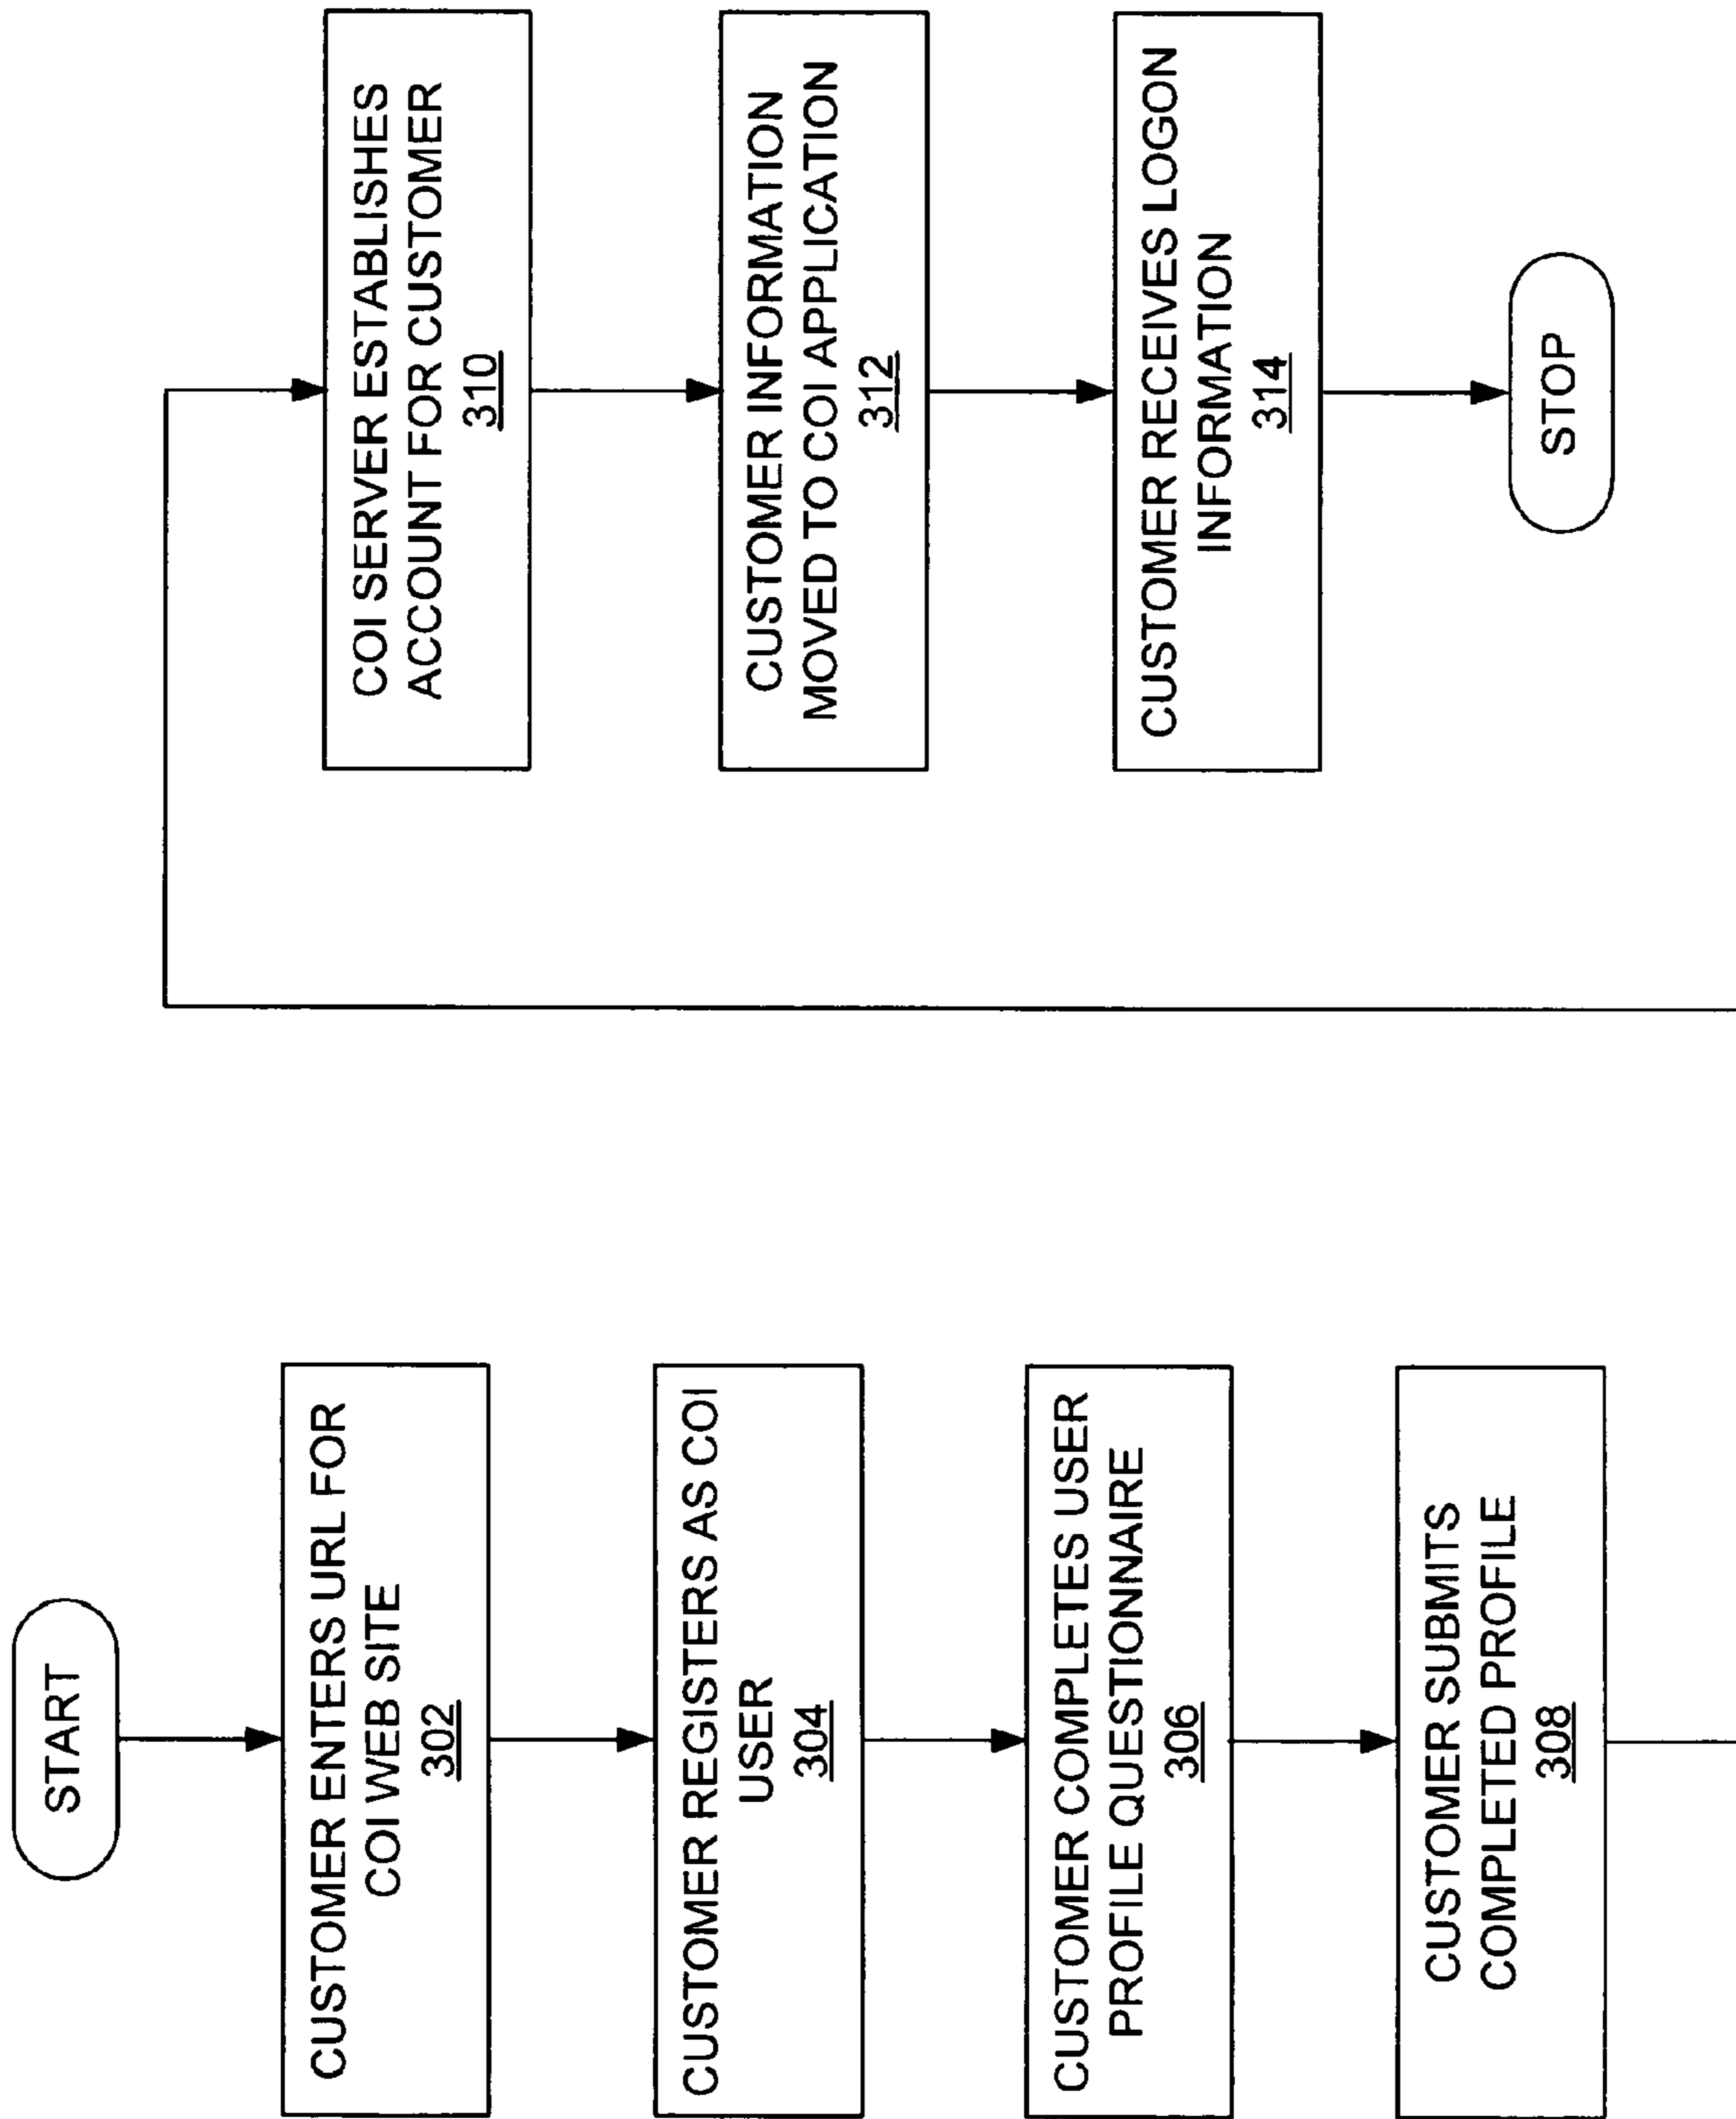 START
CUSTOMER ENTERS URL FOR
COI WEB SITE
302
CUSTOMER REGISTERS AS COI
USER
304
CUSTOMER COMPLETES USER
PROFILE QUESTIONNAIRE
306
CUSTOMER SUBMITS
COMPLETED PROFILE
308
COI SERVER ESTABLISHES
ACCOUNT FOR CUSTOMER
310
CUSTOMER INFORMATION
MOVED TO COI APPLICATION
312
CUSTOMER RECEIVES LOGON
INFORMATION
314
STOP